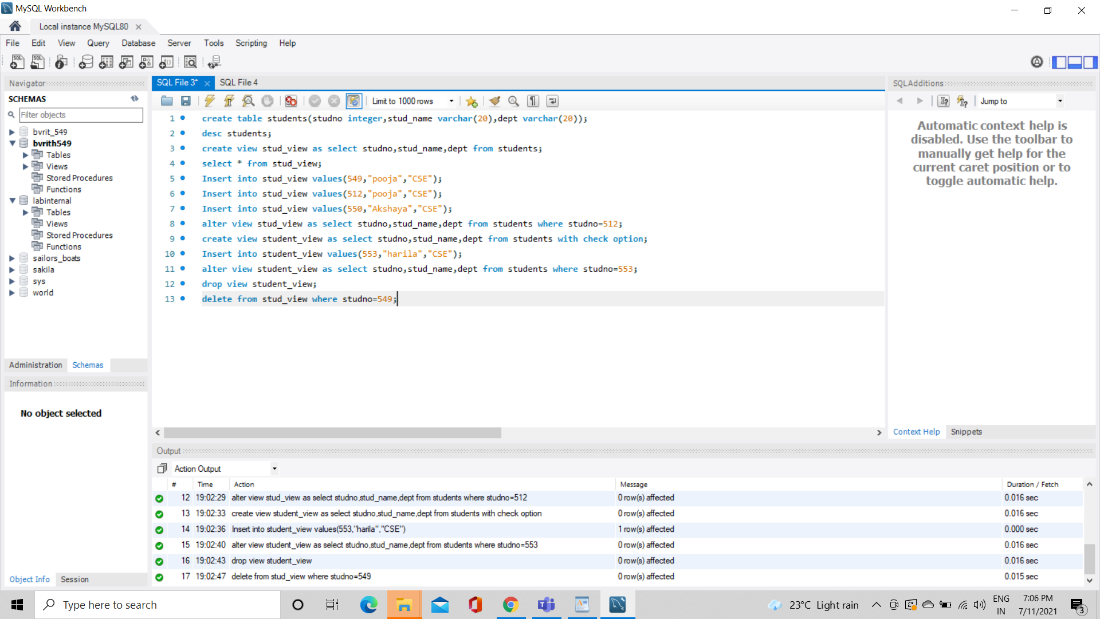 MySQL Workbench
Local instance MySQL80
File Edit View Query Database Server Tools Scripting Help
Navigator
SCHEMAS
Filter objects
bvrit_549
bvrith549
Tables
Views
Stored Procedures
Functions
labinternal
Tables
Views
Stored Procedures
Functions
sailors_boats
sakila
sys
world
Administration Schemas
Information
No object selected
Object Info Session
SQL File 3* SQL File 4
Limit to 1000 rows
1 create table students(studno integer,stud_name varchar(20),dept varchar(20));
2 desc students;
3 create view stud_view as select studno,stud_name,dept from students;
4 select * from stud_view;
5 Insert into stud_view values(549,"pooja","CSE");
6 Insert into stud_view values(512,"pooja","CSE");
7 Insert into stud_view values(550,"Akshaya","CSE");
8 alter view stud_view as select studno,stud_name,dept from students where studno=512;
9 create view student_view as select studno,stud_name,dept from students with check option;
10 Insert into student_view values(553,"harila","CSE");
11 alter view student_view as select studno,stud_name,dept from students where studno=553;
12 drop view student_view;
13 delete from stud_view where studno=549;
SQLAdditions
Jump to
Automatic context help is
disabled. Use the toolbar to
manually get help for the
current caret position or to
toggle automatic help.
Context Help Snippets
Output
Action Output
# Time Action Message Duration / Fetch
12 19:02:29 alter view stud_view as select studno,stud_name,dept from students where studno=512 0 row(s) affected 0.016 sec
13 19:02:33 create view student_view as select studno,stud_name,dept from students with check option 0 row(s) affected 0.016 sec
14 19:02:36 Insert into student_view values(553,"harila","CSE") 1 row(s) affected 0.000 sec
15 19:02:40 alter view student_view as select studno,stud_name,dept from students where studno=553 0 row(s) affected 0.016 sec
16 19:02:43 drop view student_view 0 row(s) affected 0.016 sec
17 19:02:47 delete from stud_view where studno=549 0 row(s) affected 0.015 sec
Type here to search
23°C Light rain
ENG
IN
7:06 PM
7/11/2021
3